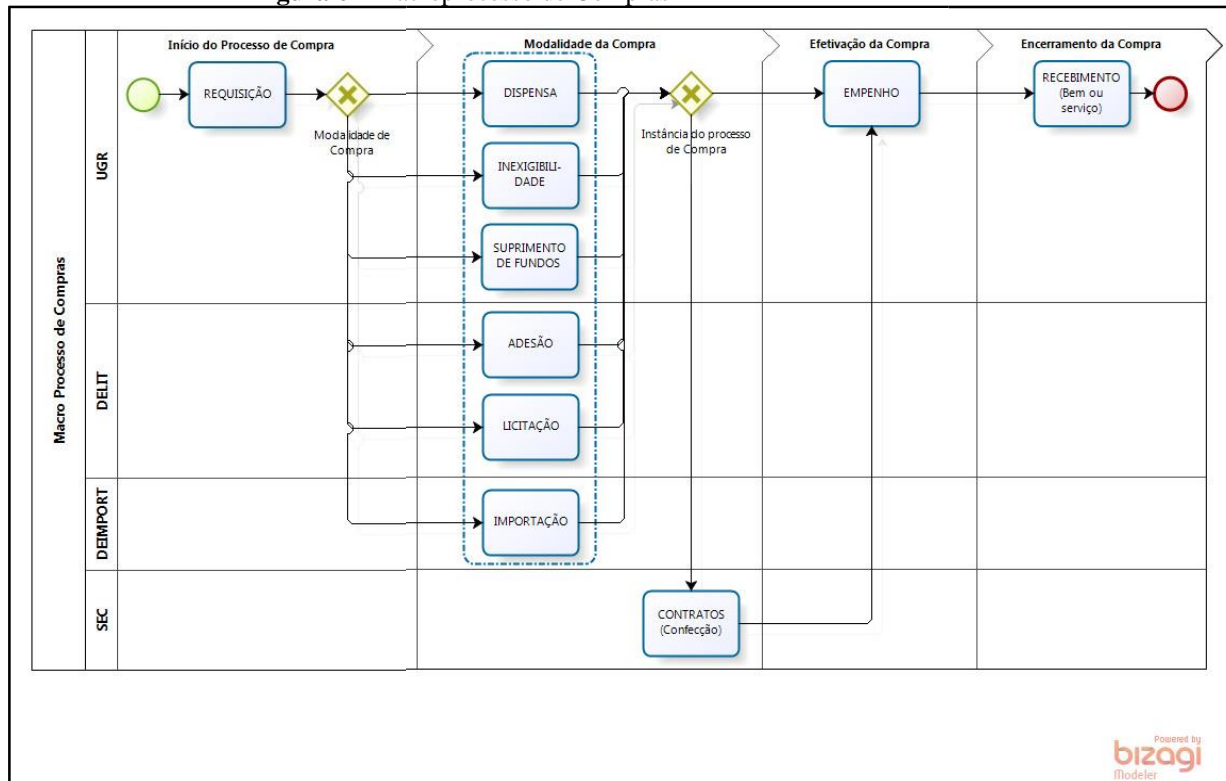 Macro Processo de Compras
Início do Processo de Compra
Modalidade da Compra
Efetivação da Compra
Encerramento da Compra
UGR
REQUISIÇÃO
Modalidade de
Compra
DISPENSA
INEXIGIBILI-
DADE
SUPRIMENTO
DE FUNDOS
Instância do processo
de Compra
EMPENHO
RECEBIMENTO
(Bem ou
serviço)
DELIT
ADESÃO
LICITAÇÃO
DEIMPORT
IMPORTAÇÃO
SEC
CONTRATOS
(Confecção)
Powered by
bizagi
Modeler